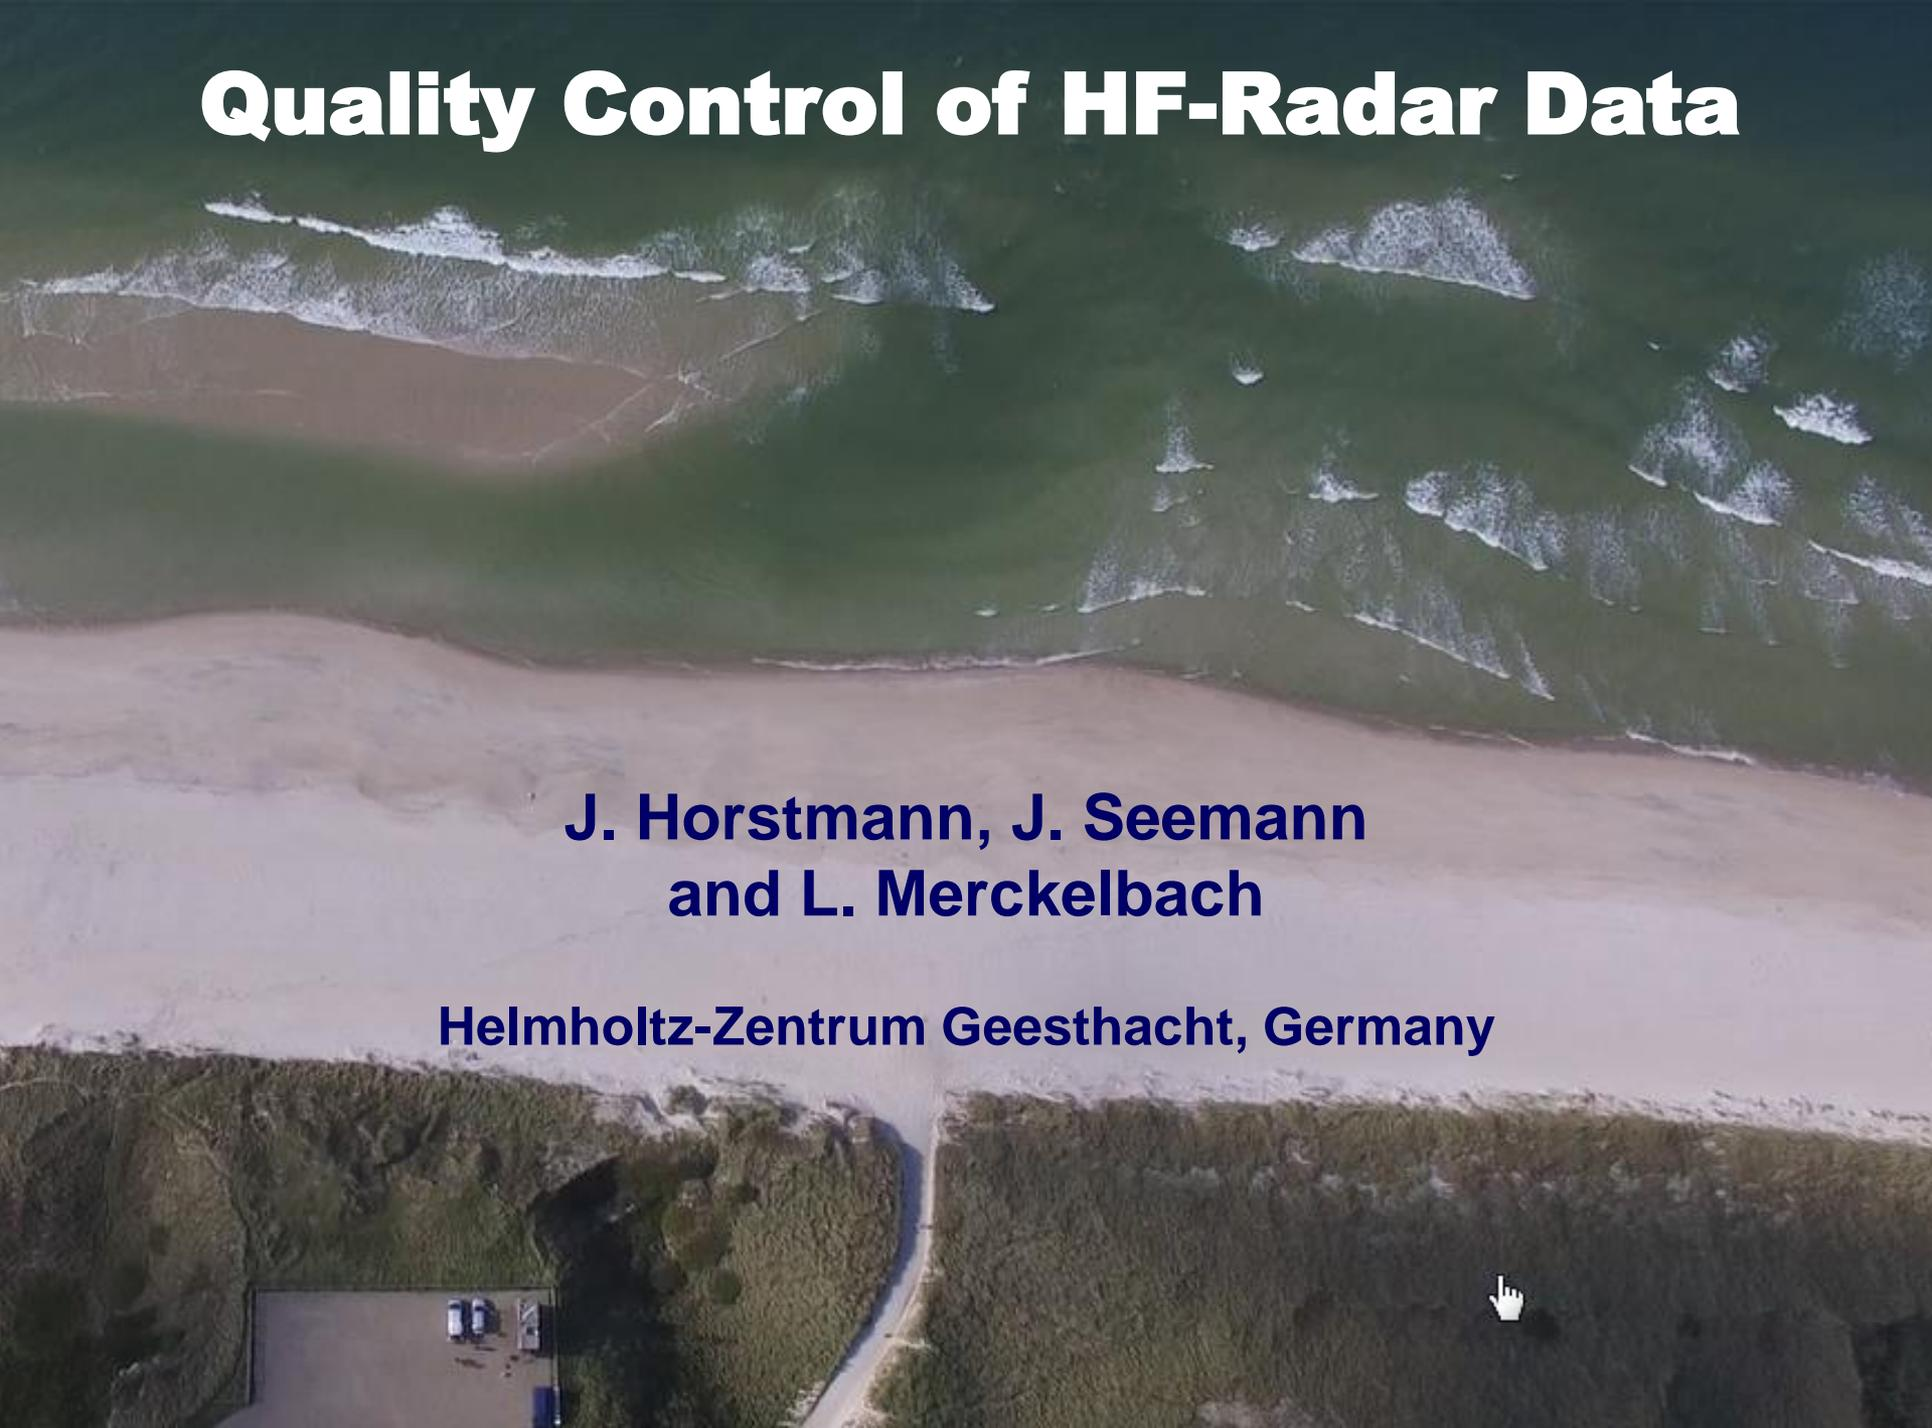 Quality Control of HF-Radar Data
J. Horstmann, J. Seemann
and L. Merckelbach
Helmholtz-Zentrum Geesthacht, Germany